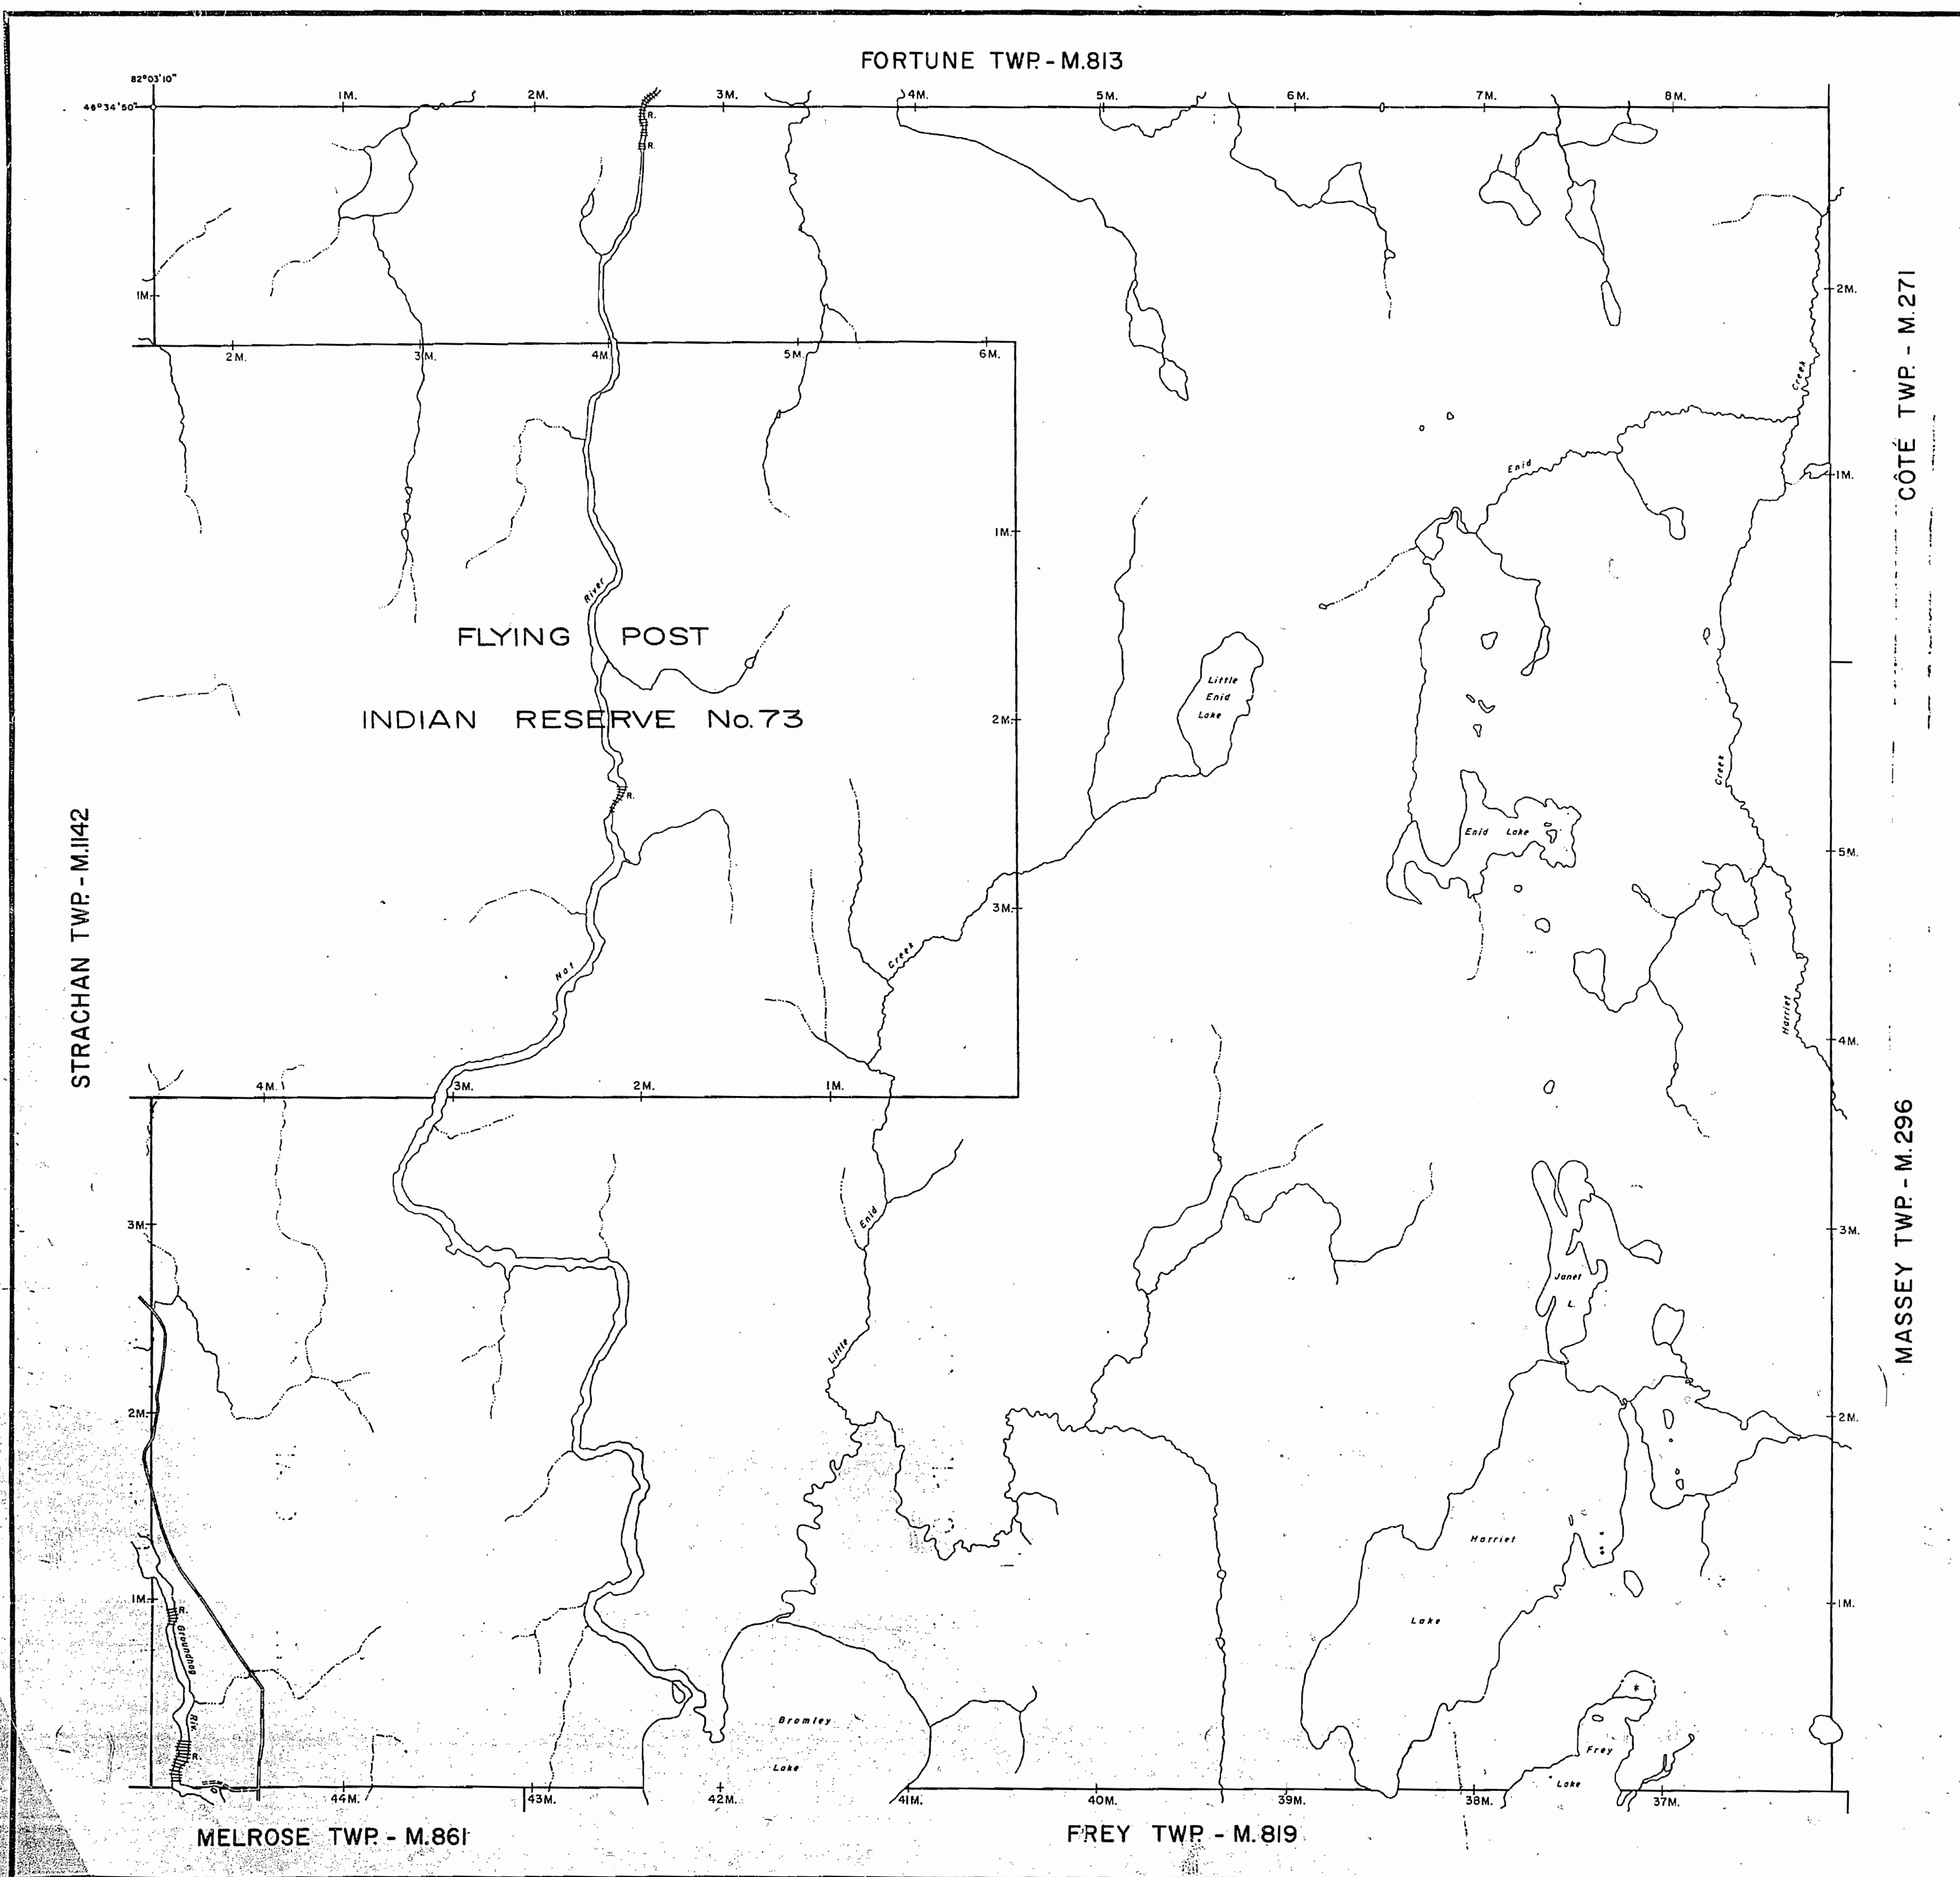 FORTUNE TWP. - M.813
82°03'10"
48°34'50"
1M. 2M. 3M. 4M. 5M. 6M. 7M. 8M.
R.
R.
1M. 2M.
CÔTÉ TWP. - M.271
2M. 3M. 4M. 5M. 6M.
Creek
Enid
1M.
1M.
River
FLYING POST
INDIAN RESERVE No. 73
Little
Enid
Lake
2M.
Creek
R.
Enid Lake
5M.
STRACHAN TWP. - M.1142
3M.
Creek
Nat
Harriet
4M.
4M. 3M. 2M. 1M.
MASSEY TWP. - M.296
Enid
3M. 3M.
Janet
L.
Little
2M. 2M.
Harriet
1M. 1M.
R.
Lake
Groundhog
Riv.
Bromley
Lake
R.
Frey
Lake
44M. 43M. 42M. 41M. 40M. 39M. 38M. 37M.
MELROSE TWP. - M.861
FREY TWP. - M.819